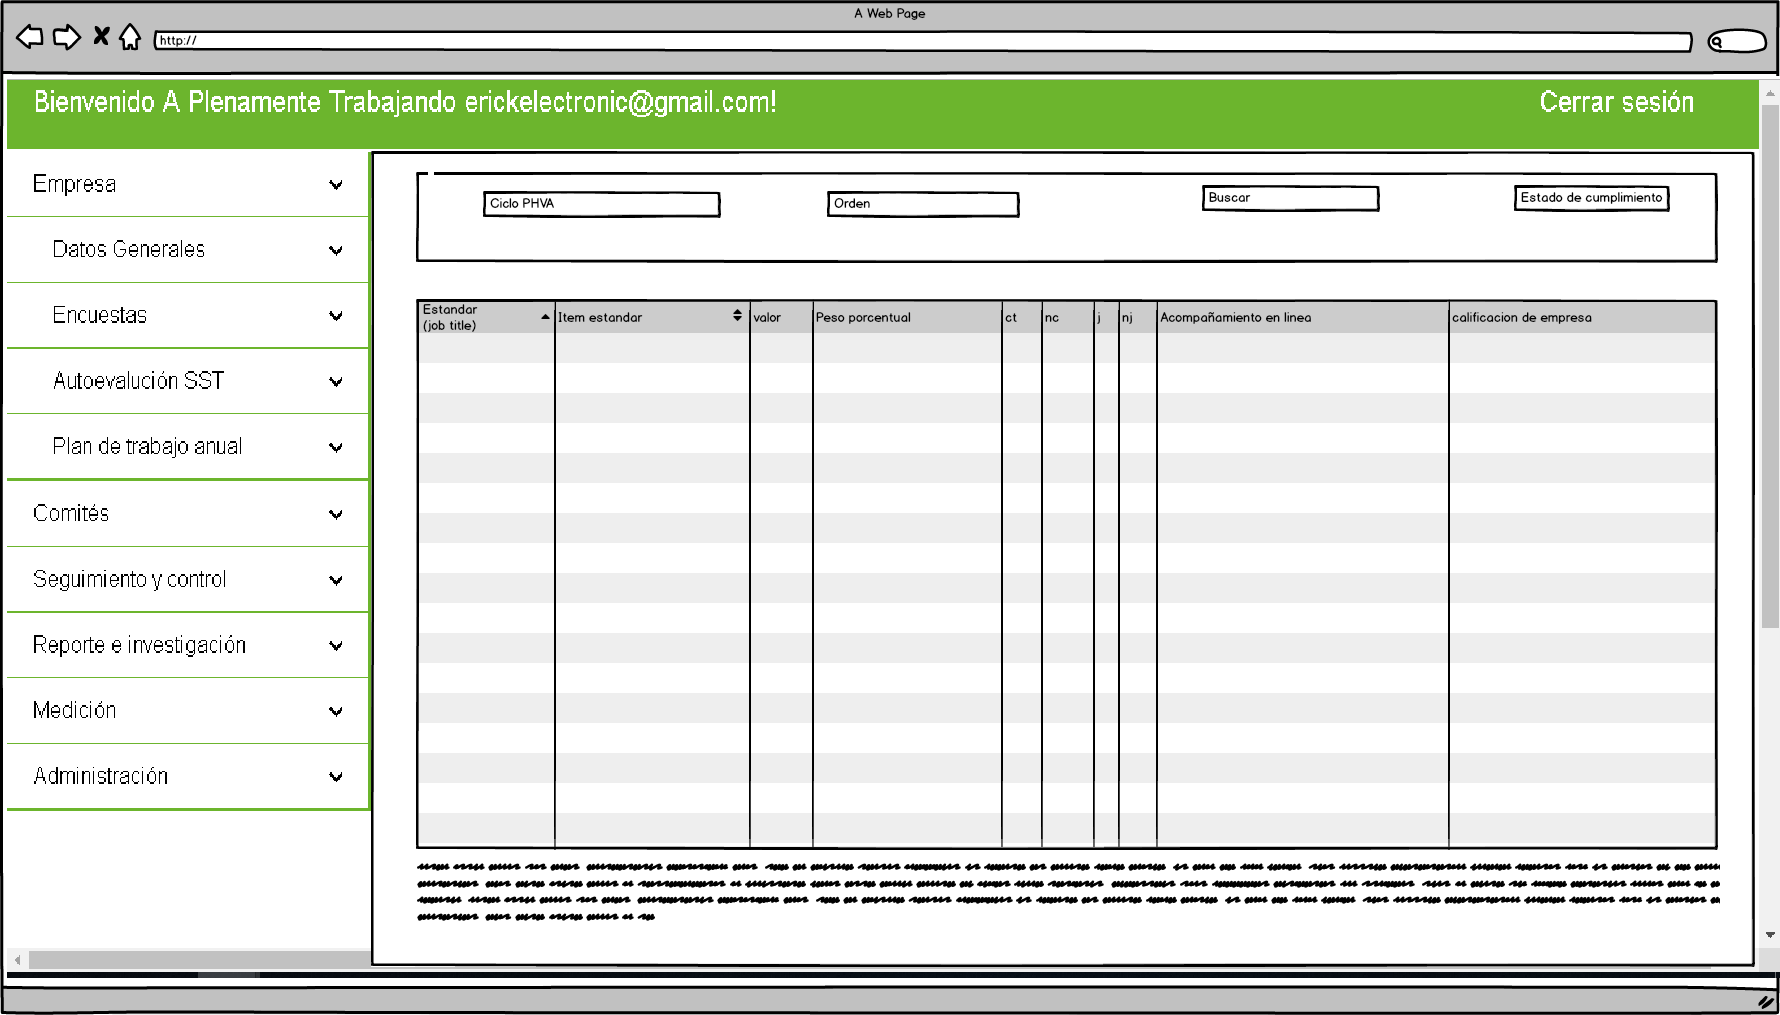 A Web Page
http://
Bienvenido A Plenamente Trabajando erickelectronic@gmail.com!
Cerrar sesión
Empresa
Datos Generales
Encuestas
Autoevalución SST
Plan de trabajo anual
Comités
Seguimiento y control
Reporte e investigación
Medición
Administración
Ciclo PHVA
Orden
Buscar
Estado de cumplimiento
Estandar
(job title)
Item estandar
valor
Peso porcentual
ct
nc
j
nj
Acompañamiento en linea
calificacion de empresa